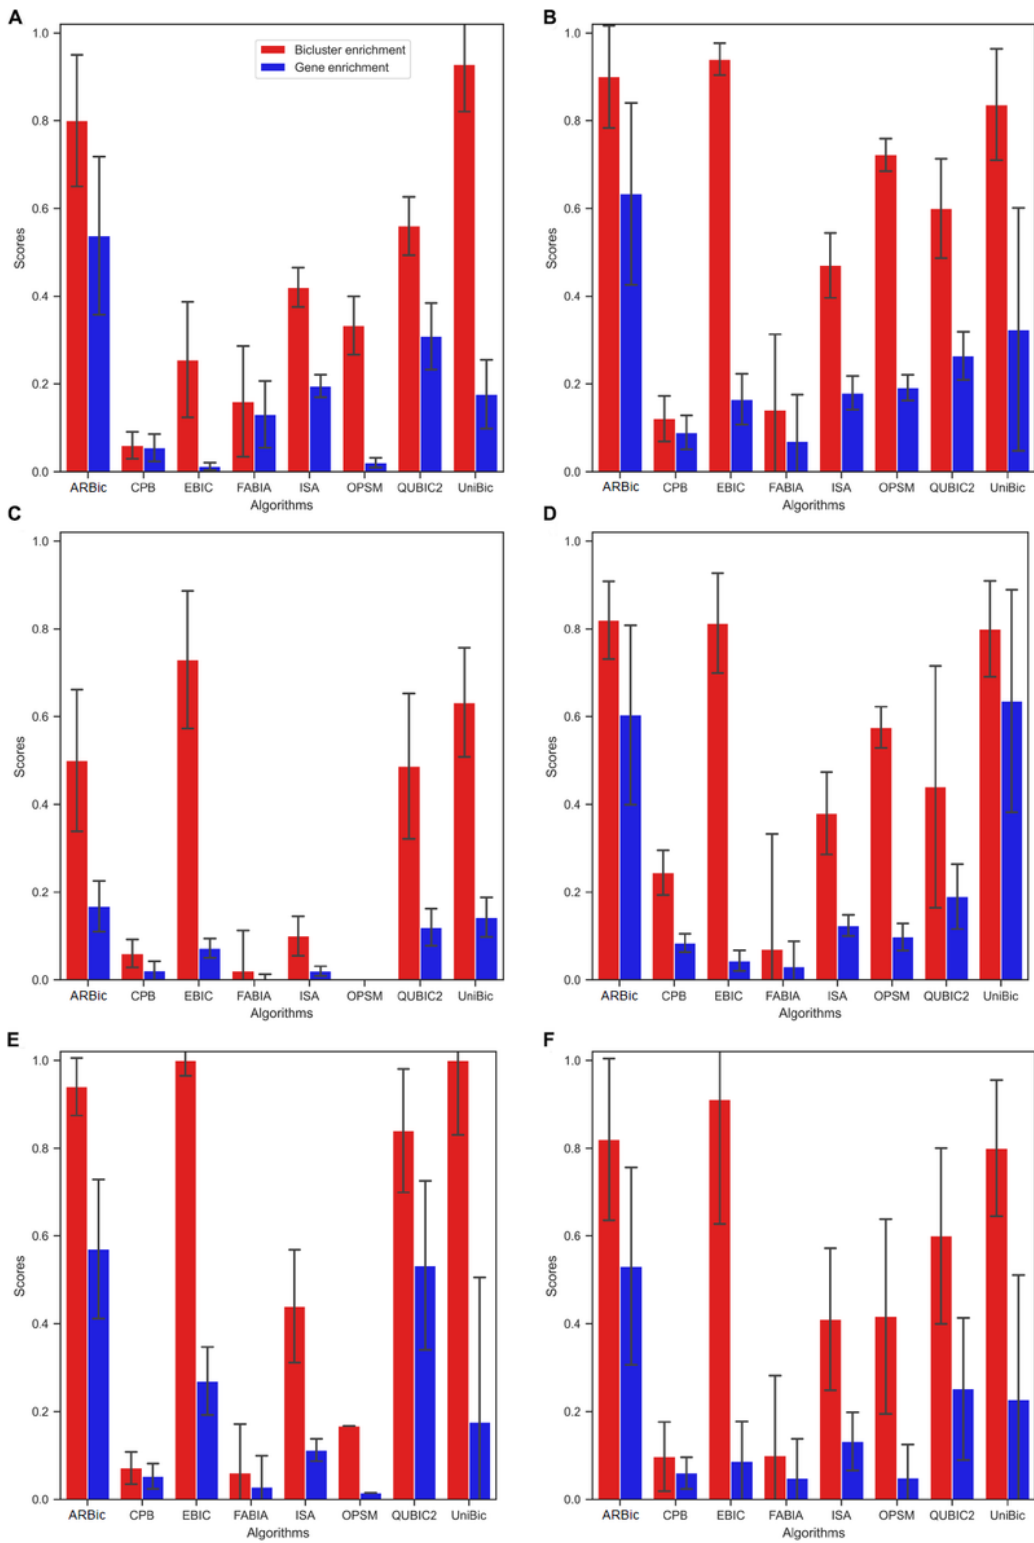 A
1.0
0.8
0.6
0.4
0.2
0.0
Scores
Bicluster enrichment
Gene enrichment
ARBic CPB EBIC FABIA ISA OPSM QUBIC2 UniBic
Algorithms
B
1.0
0.8
0.6
0.4
0.2
0.0
Scores
ARBic CPB EBIC FABIA ISA OPSM QUBIC2 UniBic
Algorithms
C
1.0
0.8
0.6
0.4
0.2
0.0
Scores
ARBic CPB EBIC FABIA ISA OPSM QUBIC2 UniBic
Algorithms
D
1.0
0.8
0.6
0.4
0.2
0.0
Scores
ARBic CPB EBIC FABIA ISA OPSM QUBIC2 UniBic
Algorithms
E
1.0
0.8
0.6
0.4
0.2
0.0
Scores
ARBic CPB EBIC FABIA ISA OPSM QUBIC2 UniBic
Algorithms
F
1.0
0.8
0.6
0.4
0.2
0.0
Scores
ARBic CPB EBIC FABIA ISA OPSM QUBIC2 UniBic
Algorithms